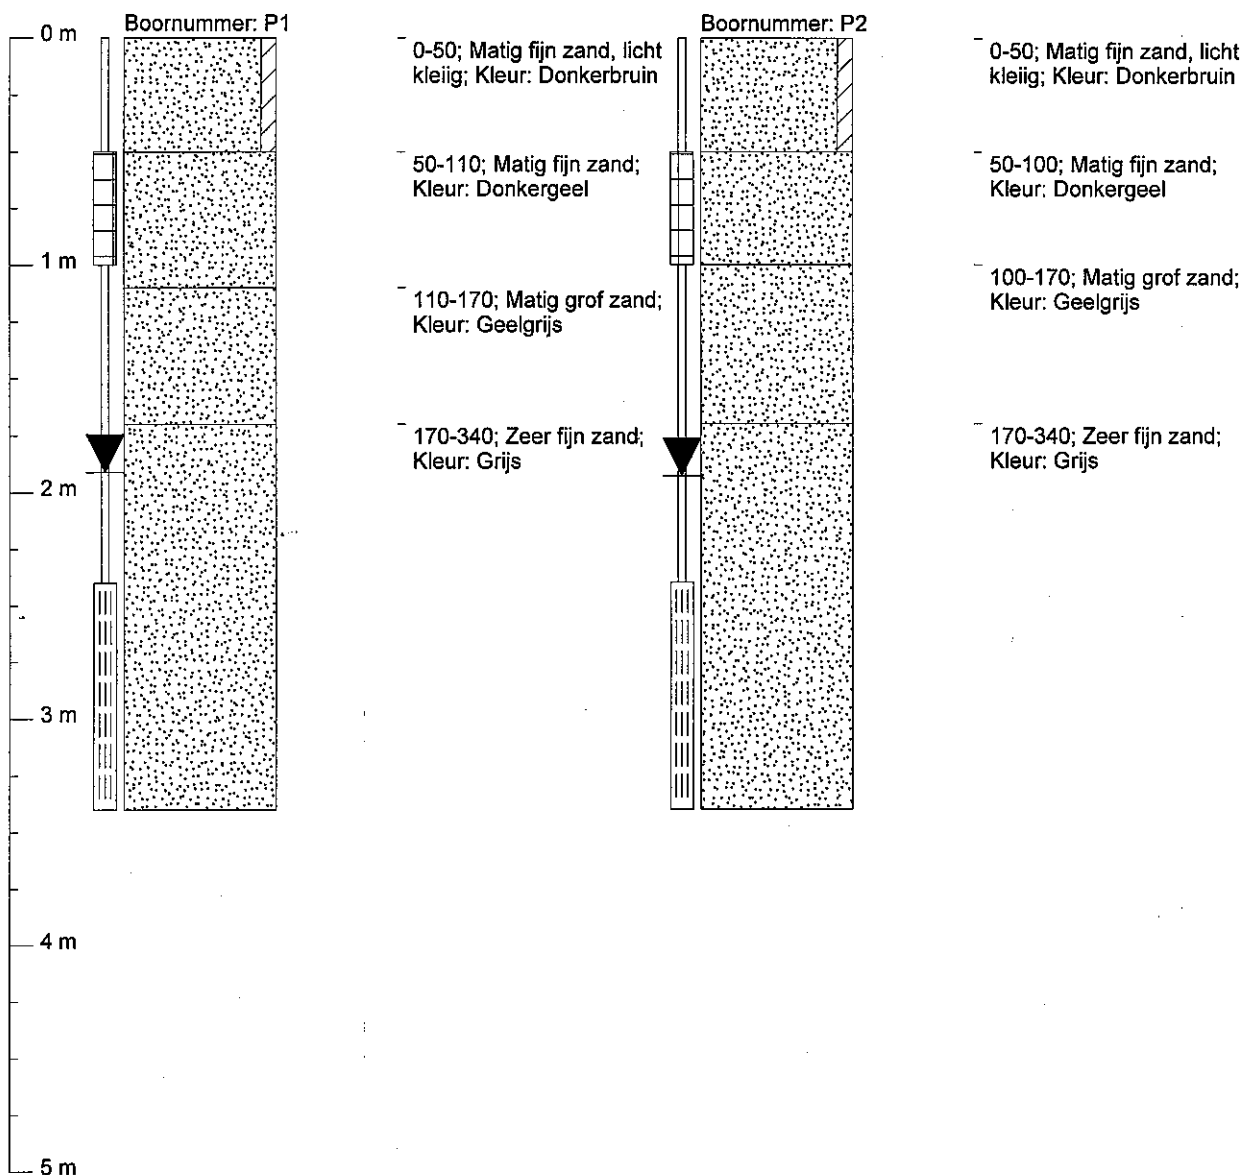 Boornummer: P1
0-50; Matig fijn zand, licht
kleiig; Kleur: Donkerbruin
50-110; Matig fijn zand;
Kleur: Donkergeel
110-170; Matig grof zand;
Kleur: Geelgrijs
170-340; Zeer fijn zand;
Kleur: Grijs
Boornummer: P2
0-50; Matig fijn zand, licht
kleiig; Kleur: Donkerbruin
50-100; Matig fijn zand;
Kleur: Donkergeel
100-170; Matig grof zand;
Kleur: Geelgrijs
170-340; Zeer fijn zand;
Kleur: Grijs
0 m
1 m
2 m
3 m
4 m
5 m